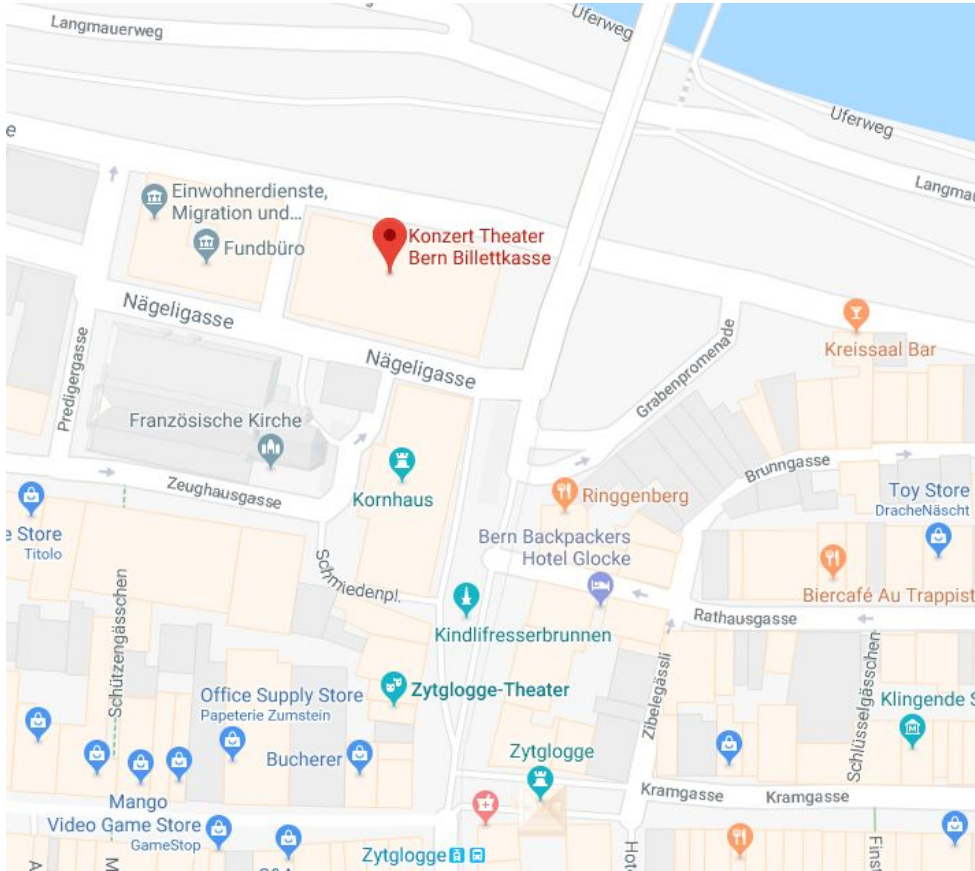 Langmauerweg
Uferweg
Uferweg
Langmau
e
Einwohnerdienste,
Migration und...
Fundbüro
Konzert Theater
Bern Billettkasse
Nägeligasse
Nägeligasse
Predigergasse
Grabenpromenade
Kreissaal Bar
Französische Kirche
Zeughausgasse
Kornhaus
Ringgenberg
Brunngasse
Toy Store
DracheNäscht
e Store
Titolo
Bern Backpackers
Hotel Glocke
Biercafé Au Trappist
Schmiedenpl.
Schützengässchen
Kindlifresserbrunnen
Rathausgasse
Zytglogge-Theater
Zibelegässli
Schlüsselgässchen
Klingende S
Office Supply Store
Papeterie Zumstein
Bucherer
Zytglogge
Kramgasse
Kramgasse
Mango
Video Game Store
GameStop
Zytglogge
A
M
Hote
Finst